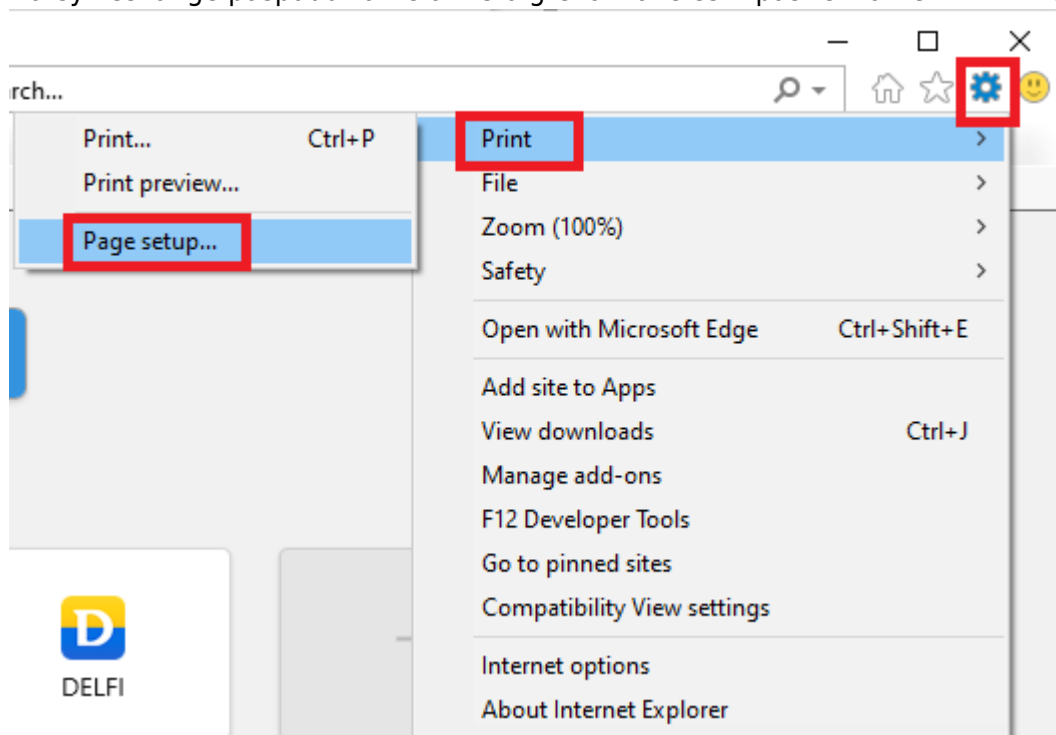 rch...
Print... Ctrl+P
Print preview...
Page setup...
Print
File
Zoom (100%)
Safety
Open with Microsoft Edge Ctrl+Shift+E
Add site to Apps
View downloads Ctrl+J
Manage add-ons
F12 Developer Tools
Go to pinned sites
Compatibility View settings
Internet options
About Internet Explorer
D
DELFI